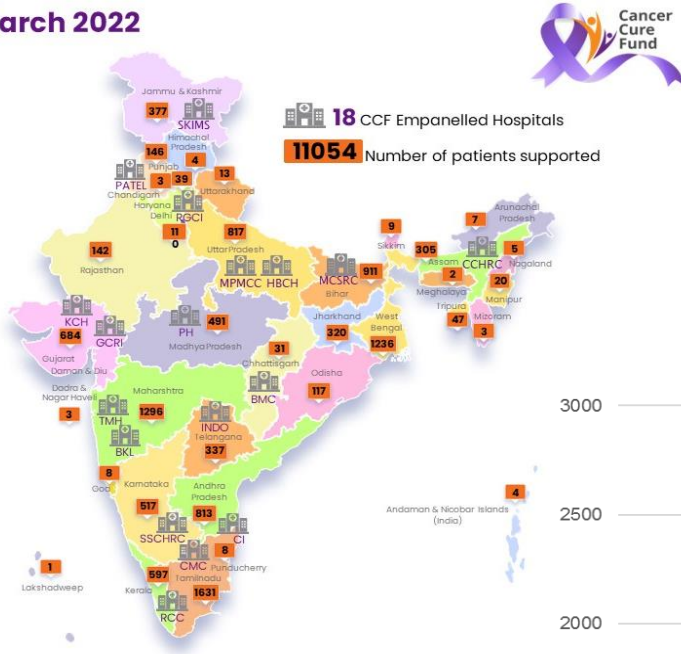 arch 2022
Cancer
Cure
Fund
18 CCF Empanelled Hospitals
11054 Number of patients supported
Jammu & Kashmir
377
SKIMS
Himachal
Pradesh
146
4
Punjab
PATEL
3
39
13
Chandigarh
Uttarakhand
Haryana
Delhi
RGCI
11
0
142
Rajasthan
817
Uttar Pradesh
MPMCC HBCH
MCSRC
911
Bihar
9
Sikkim
305
Assam
7
Arunachal
Pradesh
CCHRC
5
Nagaland
2
Meghalaya
20
Manipur
Tripura
47
Mizoram
3
KCH
684
GCRI
Gujarat
Daman & Diu
PH
491
Madhya Pradesh
Jharkhand
320
West
Bengal
1236
31
Chhattisgarh
BMC
Odisha
117
Dadra &
Nagar Haveli
3
Maharshtra
1296
TMH
BKL
INDO
Telangana
337
8
Goa
Karnataka
517
SSCHRC
Andhra
Pradesh
813
CI
8
Punducherry
CMC
Tamilnadu
1631
597
Kerala
RCC
1
Lakshadweep
4
Andaman & Nicobar Islands
(India)
3000
2500
2000